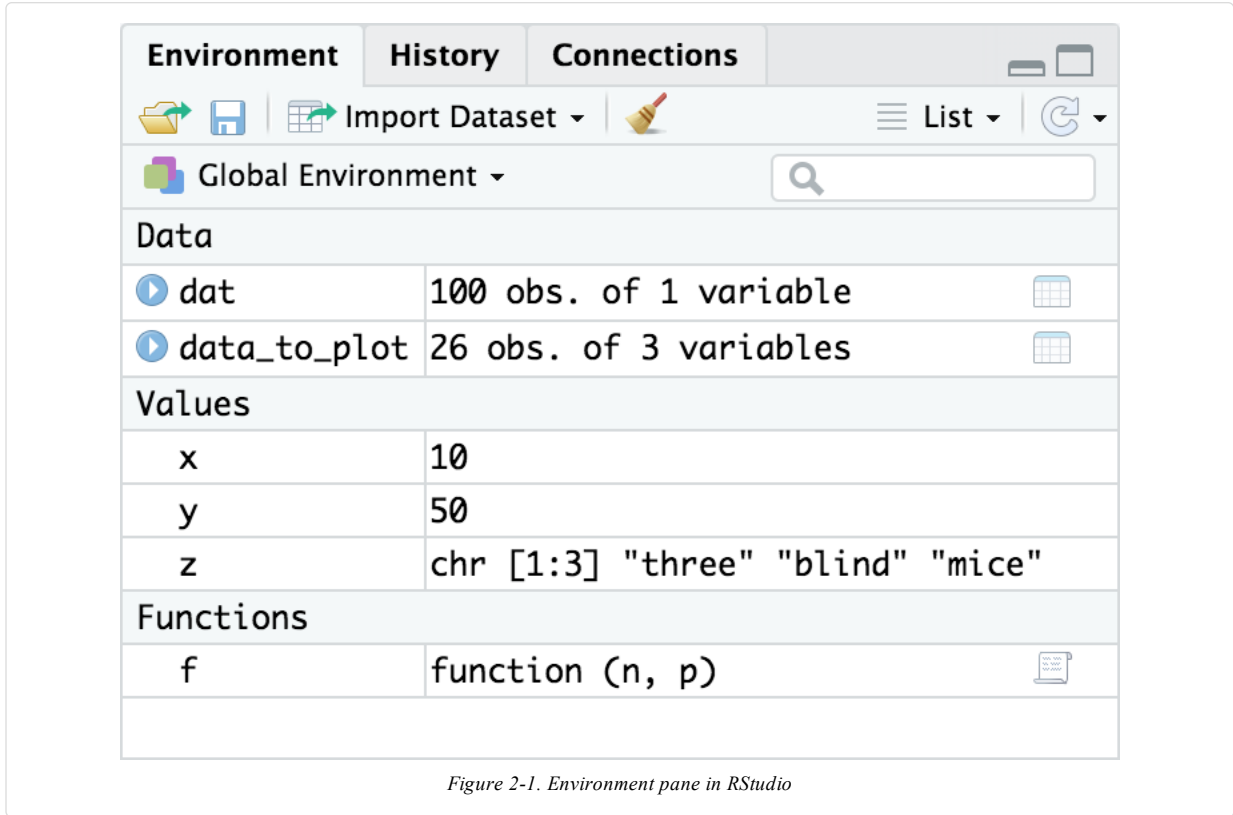 Environment History Connections
Import Dataset List
Global Environment
Data
dat 100 obs. of 1 variable
data_to_plot 26 obs. of 3 variables
Values
x 10
y 50
z chr [1:3] "three" "blind" "mice"
Functions
f function (n, p)
Figure 2-1. Environment pane in RStudio